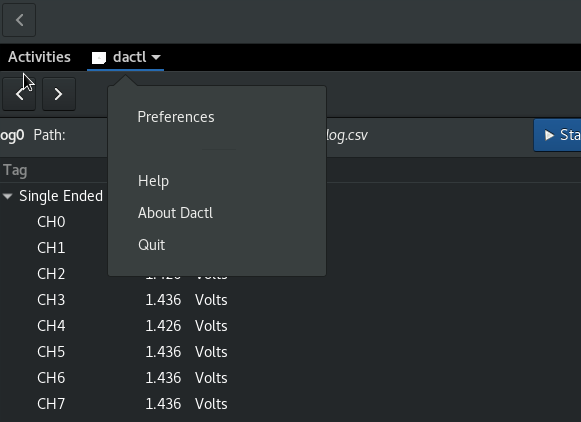 Activities dactl
Preferences
og0 Path: log.csv Sta
Tag
Help
Single Ended
About Dactl
CH0
Quit
CH1
CH2 1.426 Volts
CH3 1.436 Volts
CH4 1.426 Volts
CH5 1.436 Volts
CH6 1.436 Volts
CH7 1.436 Volts